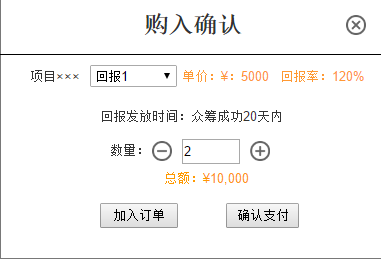 购入确认
项目××× 回报1 单价：¥：5000 回报率：120%
回报发放时间：众筹成功20天内
数量： 2
总额：¥10,000
加入订单 确认支付